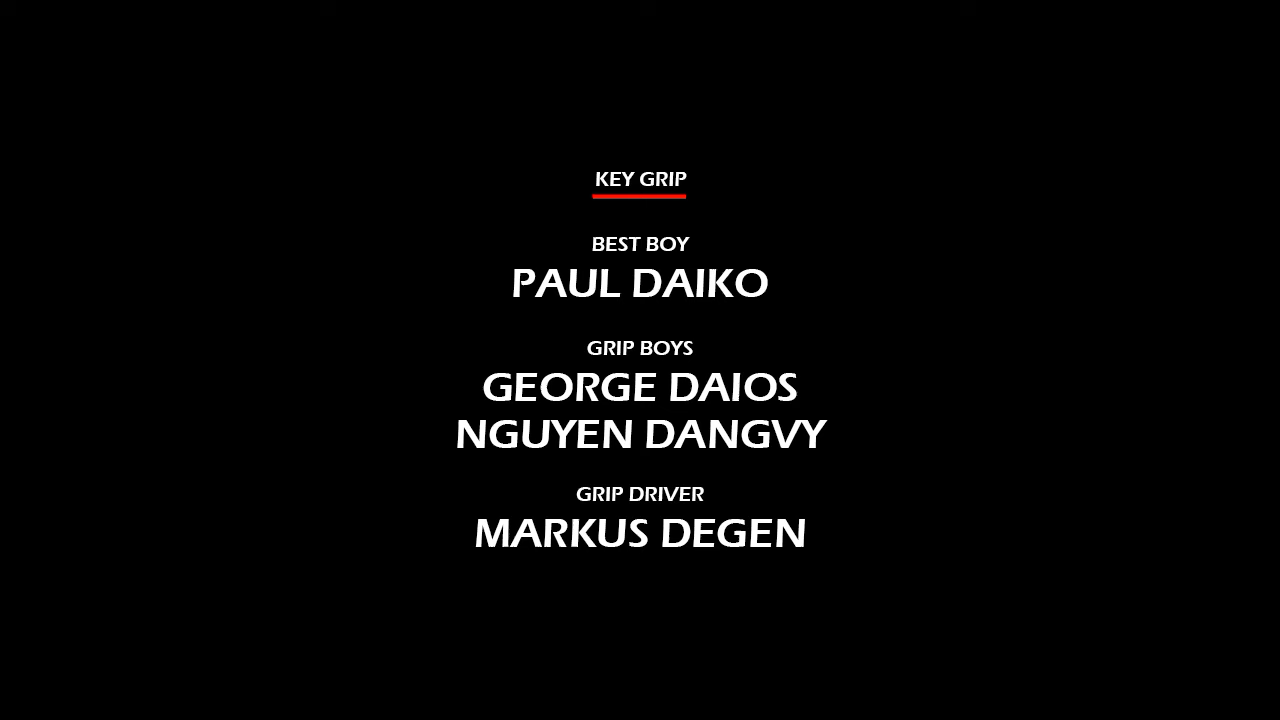 KEY GRIP
BEST BOY
PAUL DAIKO
GRIP BOYS
GEORGE DAIOS
NGUYEN DANGVY
GRIP DRIVER
MARKUS DEGEN